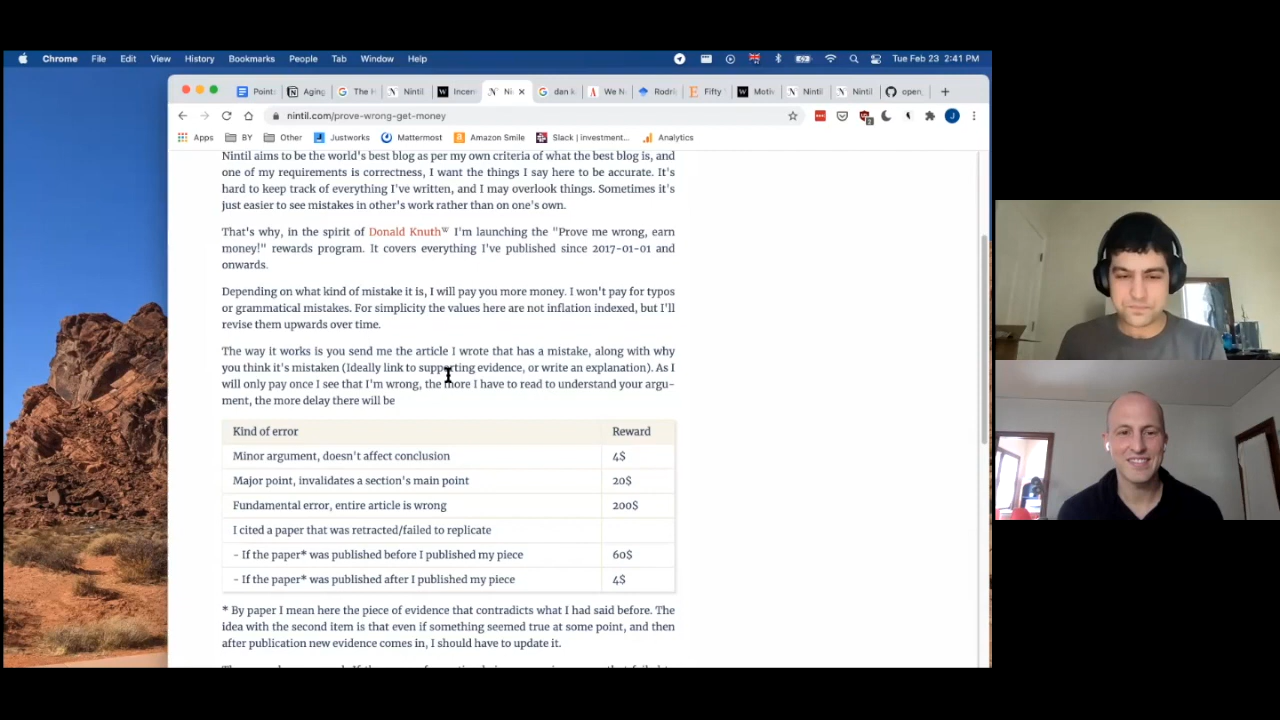 Chrome File Edit View History Bookmarks People Tab Window Help Tue Feb 23 2:41 PM
Point: Aging The H Nintil Incen Ni dan k We N Rodri Fifty Moti Nintil Nintil open_
nintil.com/prove-wrong-get-money
Apps BY Other Justworks Mattermost Amazon Smile Slack | investment... Analytics
Nintil aims to be the world's best blog as per my own criteria of what the best blog is, and
one of my requirements is correctness, I want the things I say here to be accurate. It's
hard to keep track of everything I've written, and I may overlook things. Sometimes it's
just easier to see mistakes in other's work rather than on one's own.
That's why, in the spirit of Donald Knuthᵂ I'm launching the "Prove me wrong, earn
money!" rewards program. It covers everything I've published since 2017-01-01 and
onwards.
Depending on what kind of mistake it is, I will pay you more money. I won't pay for typos
or grammatical mistakes. For simplicity the values here are not inflation indexed, but I'll
revise them upwards over time.
The way it works is you send me the article I wrote that has a mistake, along with why
you think it's mistaken (Ideally link to supporting evidence, or write an explanation). As I
will only pay once I see that I'm wrong, the more I have to read to understand your argu-
ment, the more delay there will be
Kind of error Reward
Minor argument, doesn't affect conclusion 4$
Major point, invalidates a section's main point 20$
Fundamental error, entire article is wrong 200$
I cited a paper that was retracted/failed to replicate
- If the paper* was published before I published my piece 60$
- If the paper* was published after I published my piece 4$
* By paper I mean here the piece of evidence that contradicts what I had said before. The
idea with the second item is that even if something seemed true at some point, and then
after publication new evidence comes in, I should have to update it.